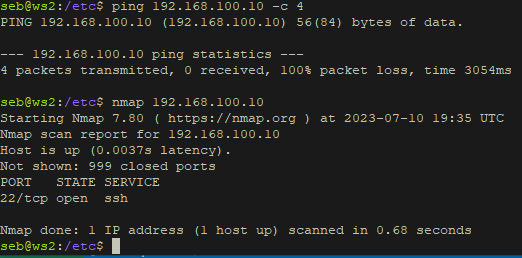 seb@ws2:/etc$ ping 192.168.100.10 -c 4
PING 192.168.100.10 (192.168.100.10) 56(84) bytes of data.
--- 192.168.100.10 ping statistics ---
4 packets transmitted, 0 received, 100% packet loss, time 3054ms
seb@ws2:/etc$ nmap 192.168.100.10
Starting Nmap 7.80 ( https://nmap.org ) at 2023-07-10 19:35 UTC
Nmap scan report for 192.168.100.10
Host is up (0.0037s latency).
Not shown: 999 closed ports
PORT   STATE SERVICE
22/tcp open  ssh
Nmap done: 1 IP address (1 host up) scanned in 0.68 seconds
seb@ws2:/etc$